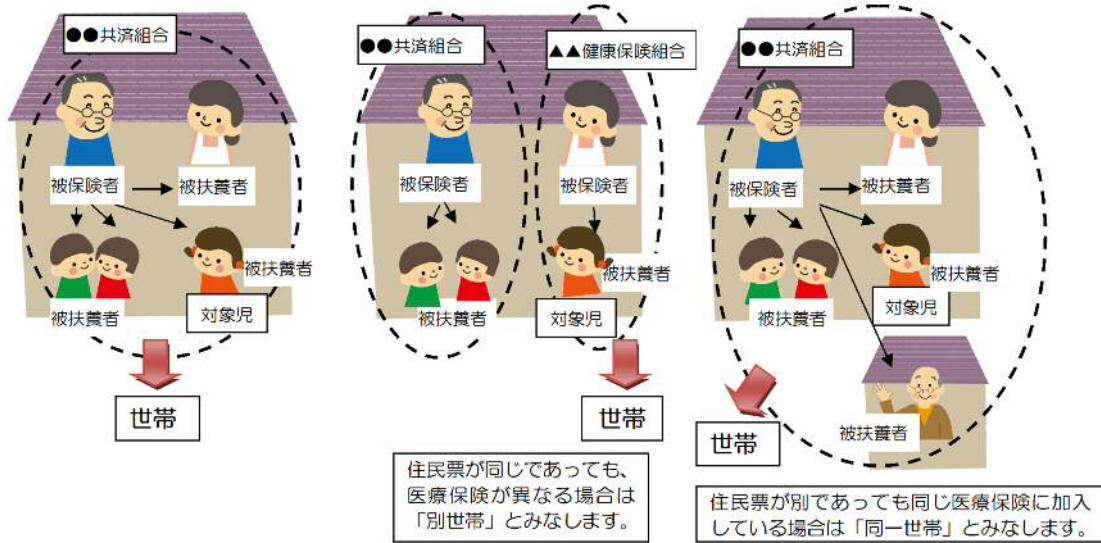 ●●共済組合
被保険者
被扶養者
被扶養者
被扶養者
対象児
世帯
●●共済組合
▲▲健康保険組合
被保険者
被保険者
被扶養者
被扶養者
対象児
世帯
住民票が同じであっても、
医療保険が異なる場合は
「別世帯」とみなします。
●●共済組合
被保険者
被扶養者
被扶養者
被扶養者
対象児
被扶養者
世帯
住民票が別であっても同じ医療保険に加入
している場合は「同一世帯」とみなします。